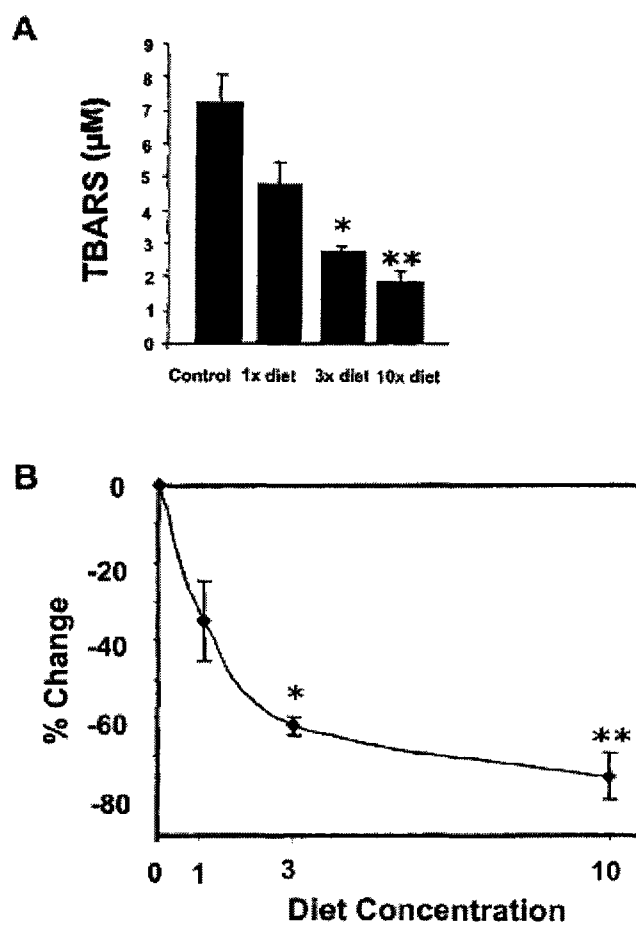 A
9
8
7
6
5
4
3
2
1
0
TBARS (µM)
*
**
Control 1x diet 3x diet 10x diet
B
0
-20
-40
-60
-80
% Change
*
**
0 1 3 10
Diet Concentration